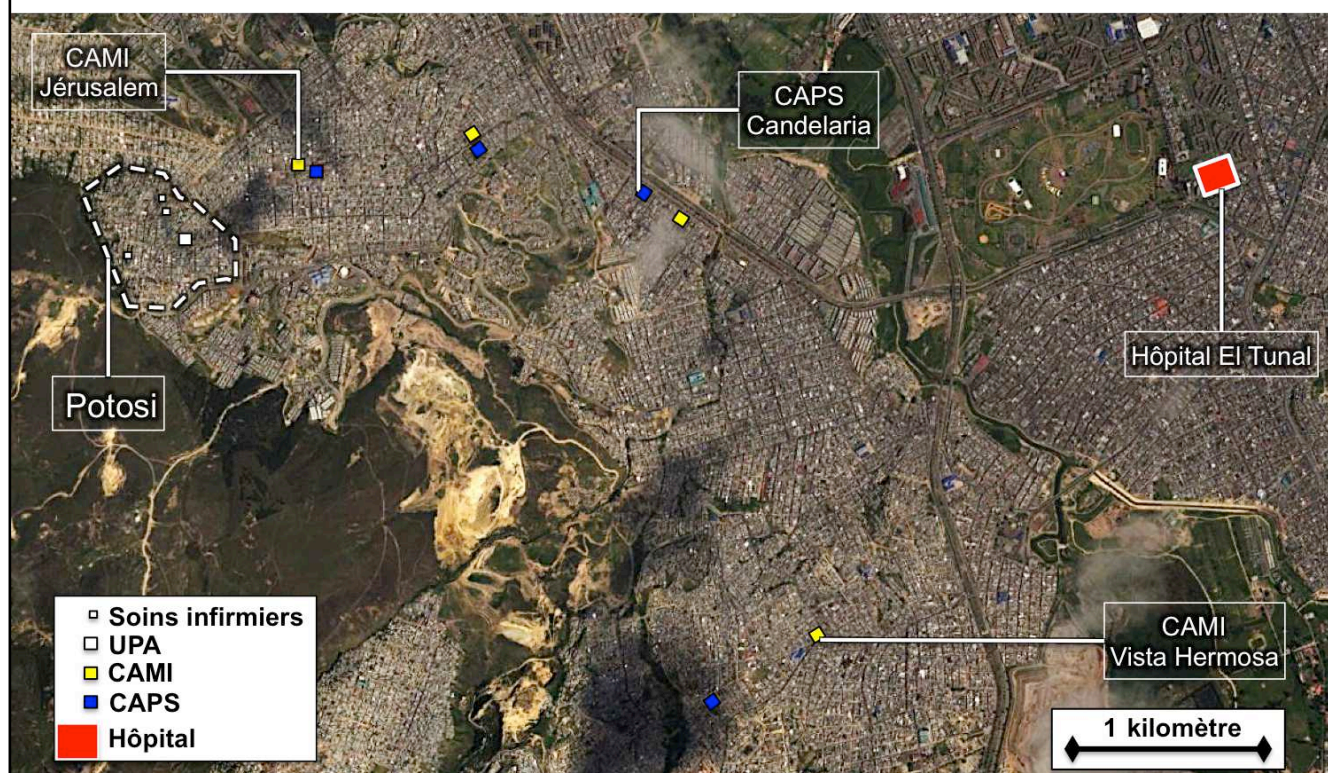 CAMI
Jérusalem
CAPS
Candelaria
Hôpital El Tunal
Potosi
CAMI
Vista Hermosa
Soins infirmiers
UPA
CAMI
CAPS
Hôpital
1 kilomètre